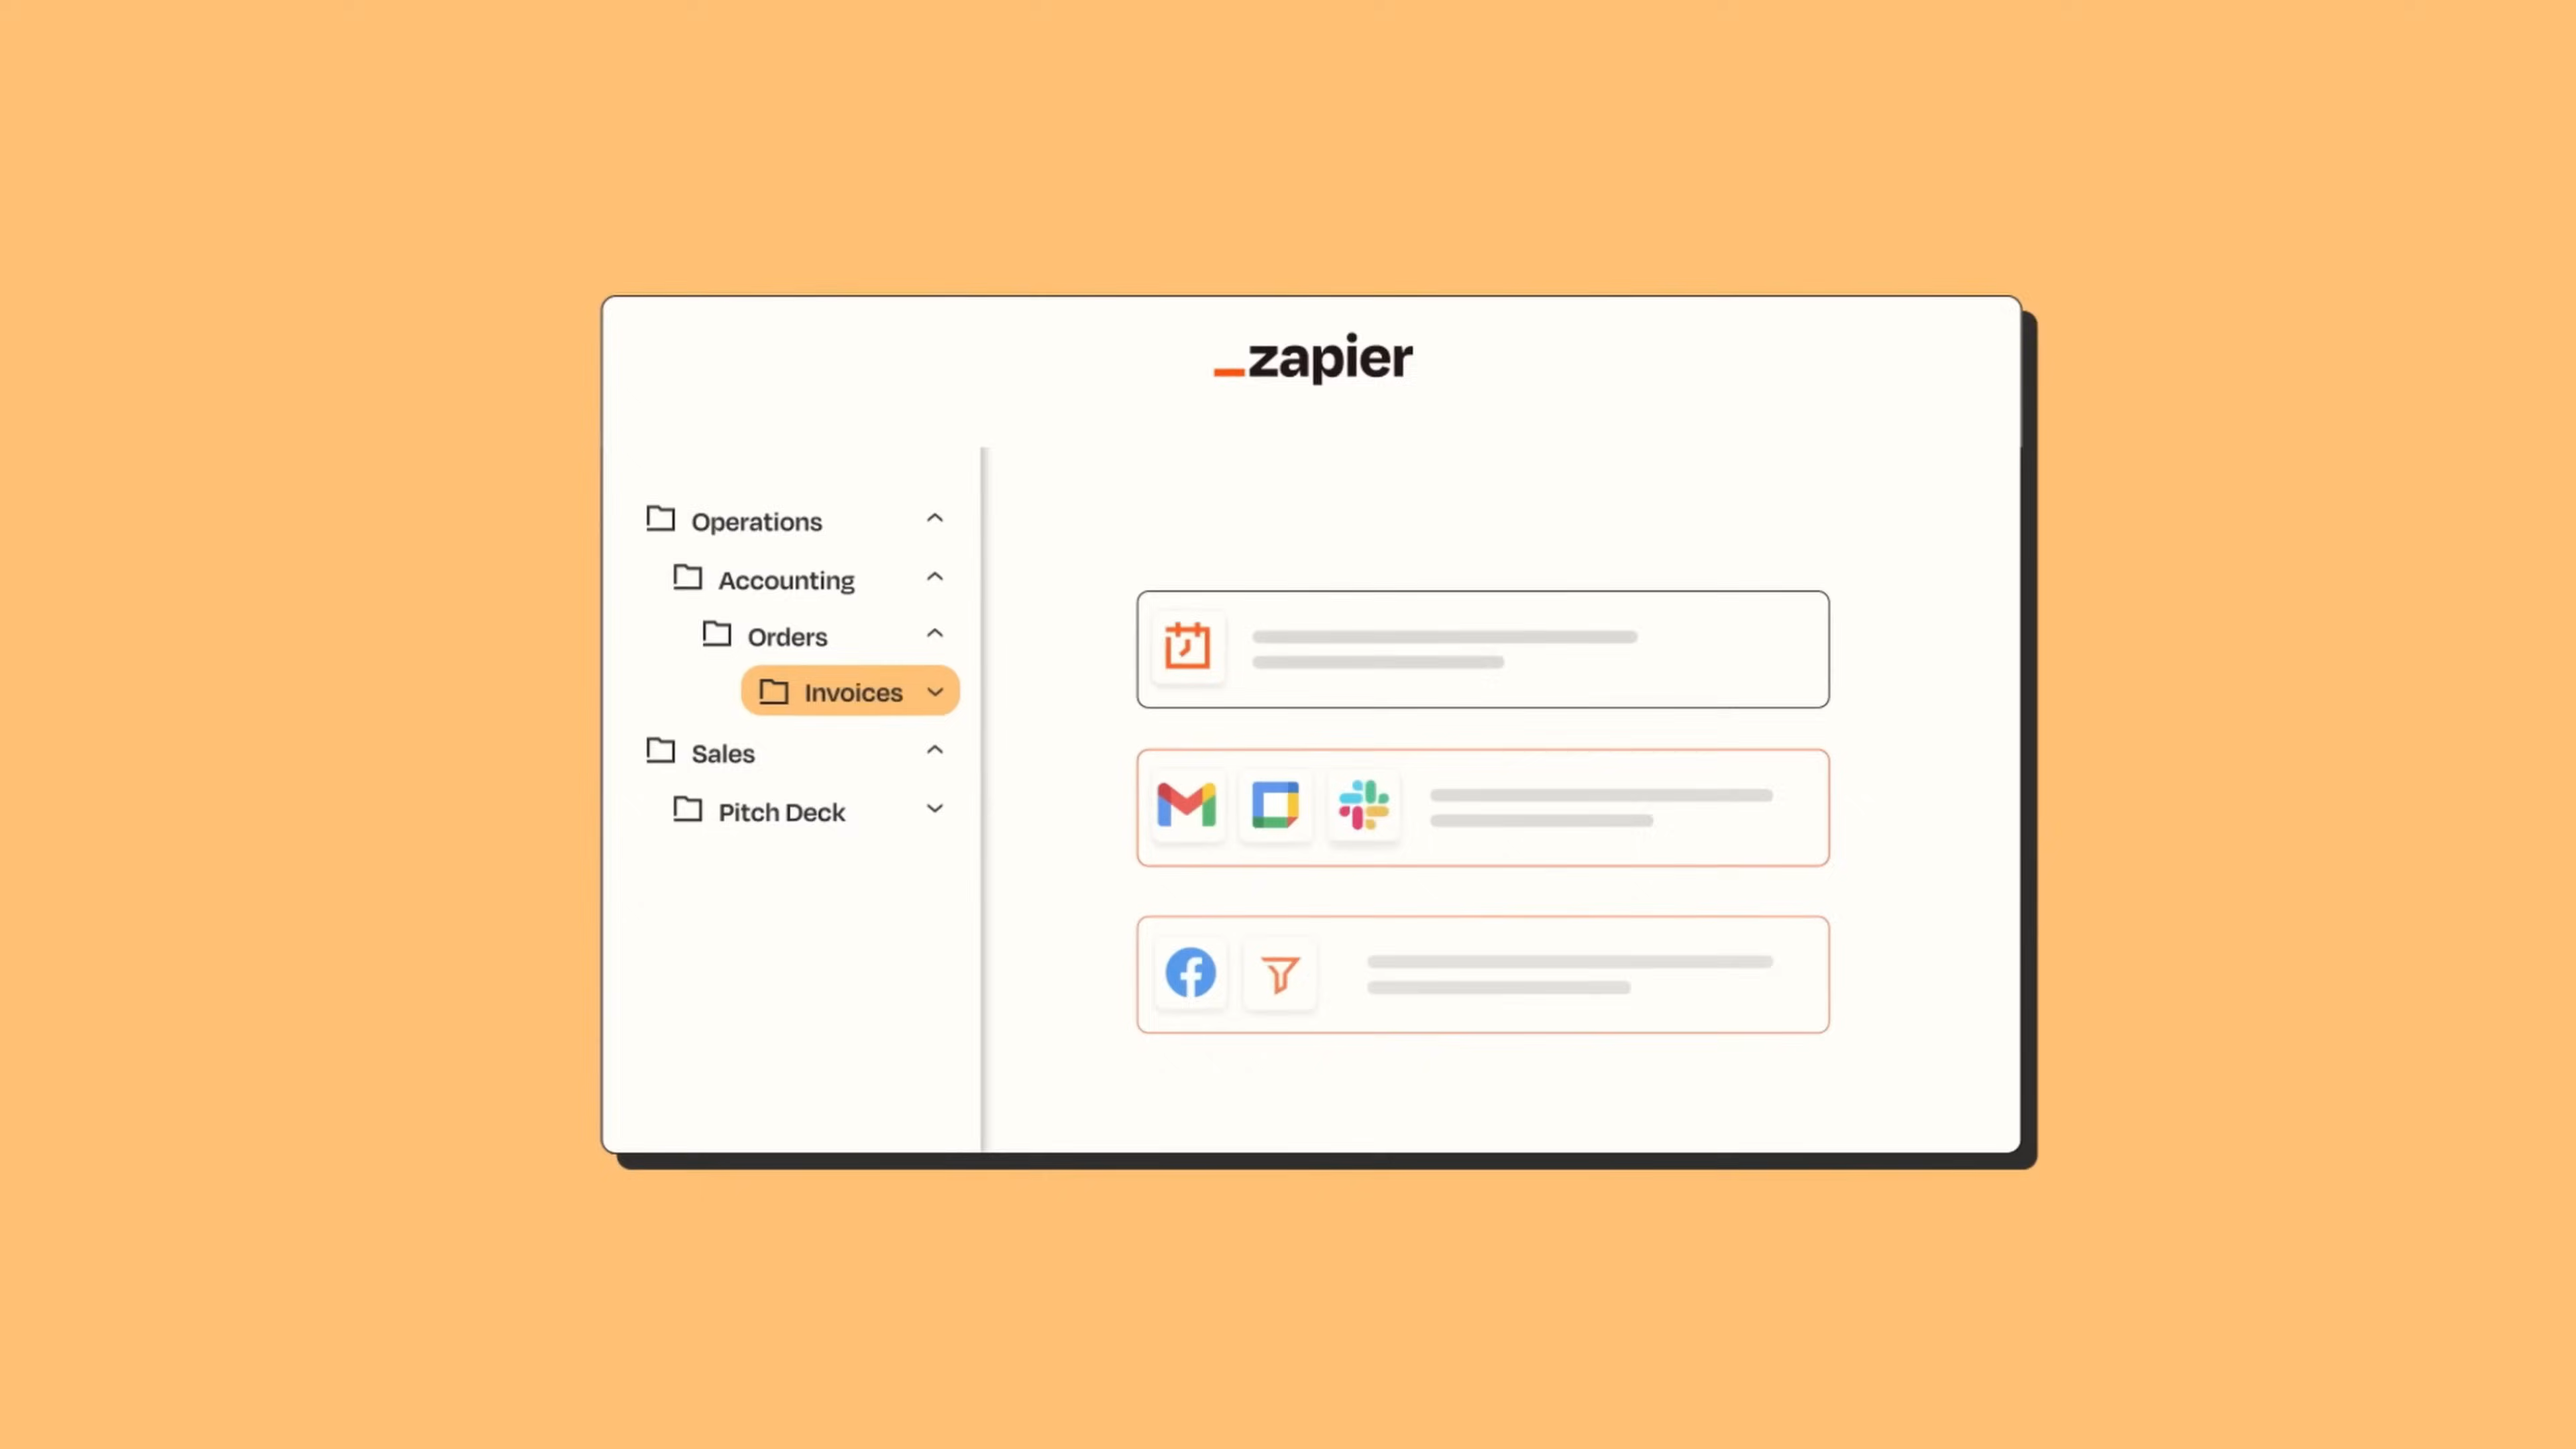 zapier
Operations
Accounting
Orders
Invoices
Sales
Pitch Deck